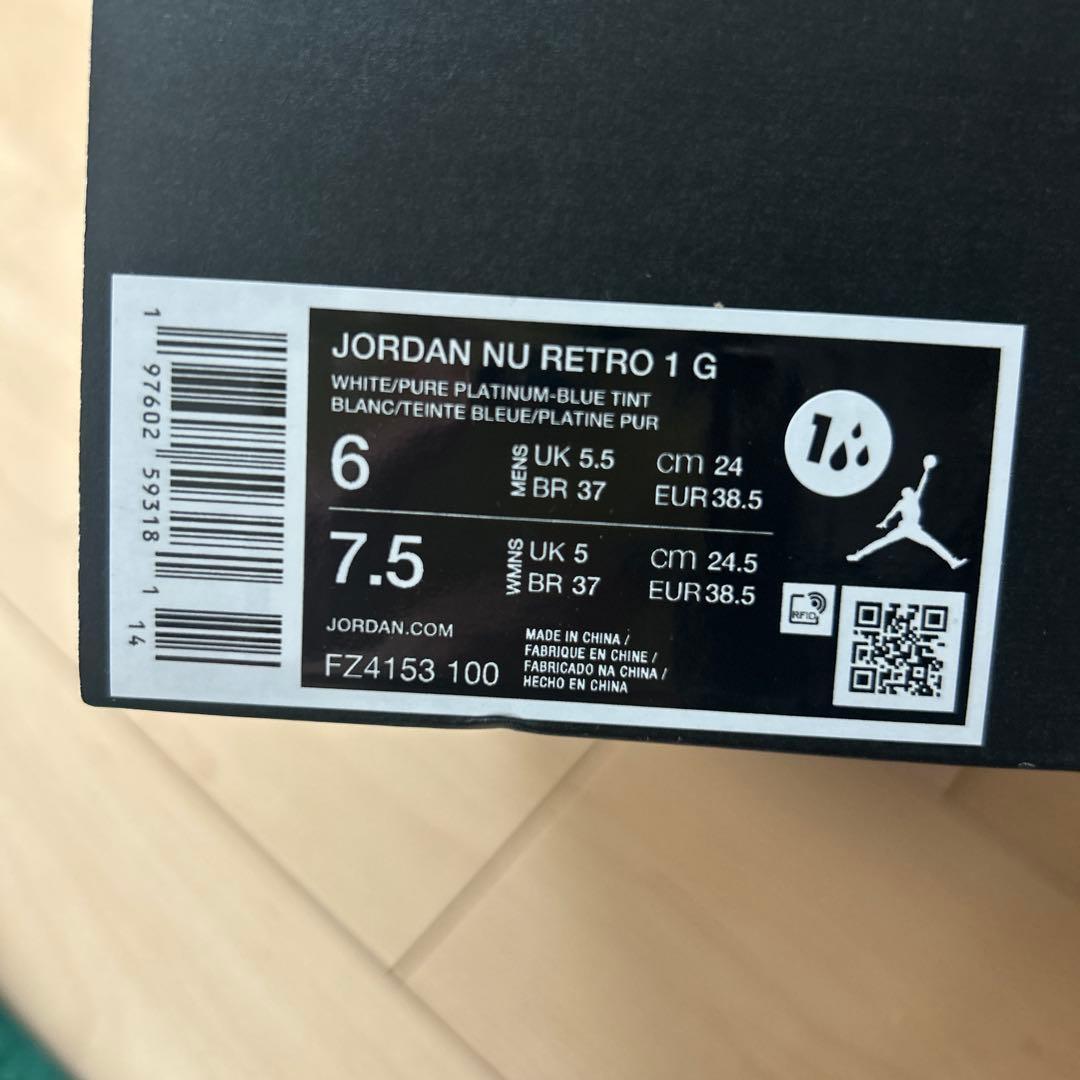 JORDAN NU RETRO 1 G
WHITE/PURE PLATINUM-BLUE TINT
BLANC/TEINTE BLEUE/PLATINE PUR
6 MENS UK 5.5 cm 24
BR 37 EUR 38.5
7.5 WMNS UK 5 cm 24.5
BR 37 EUR 38.5
JORDAN.COM
FZ4153 100
MADE IN CHINA /
FABRIQUE EN CHINE /
FABRICADO NA CHINA /
HECHO EN CHINA
RFID
1
1 97602 59318 1 14